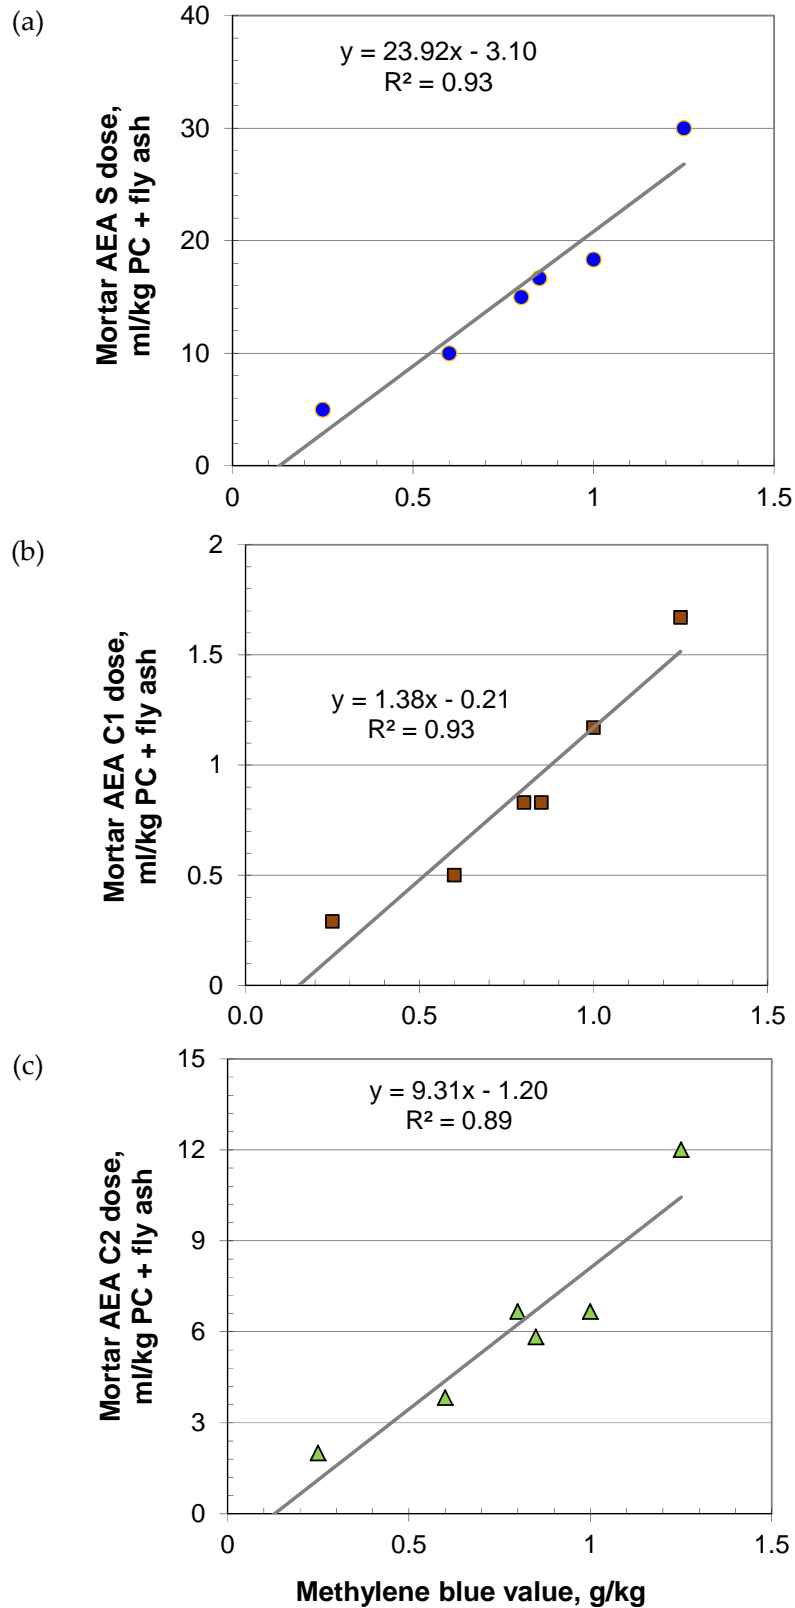 (a)
40
30
20
10
0
Mortar AEA S dose,
ml/kg PC + fly ash
y = 23.92x - 3.10
R² = 0.93
0 0.5 1 1.5
(b)
2
1.5
1
0.5
0
Mortar AEA C1 dose,
ml/kg PC + fly ash
y = 1.38x - 0.21
R² = 0.93
0.0 0.5 1.0 1.5
(c)
15
12
9
6
3
0
Mortar AEA C2 dose,
ml/kg PC + fly ash
y = 9.31x - 1.20
R² = 0.89
0 0.5 1 1.5
Methylene blue value, g/kg